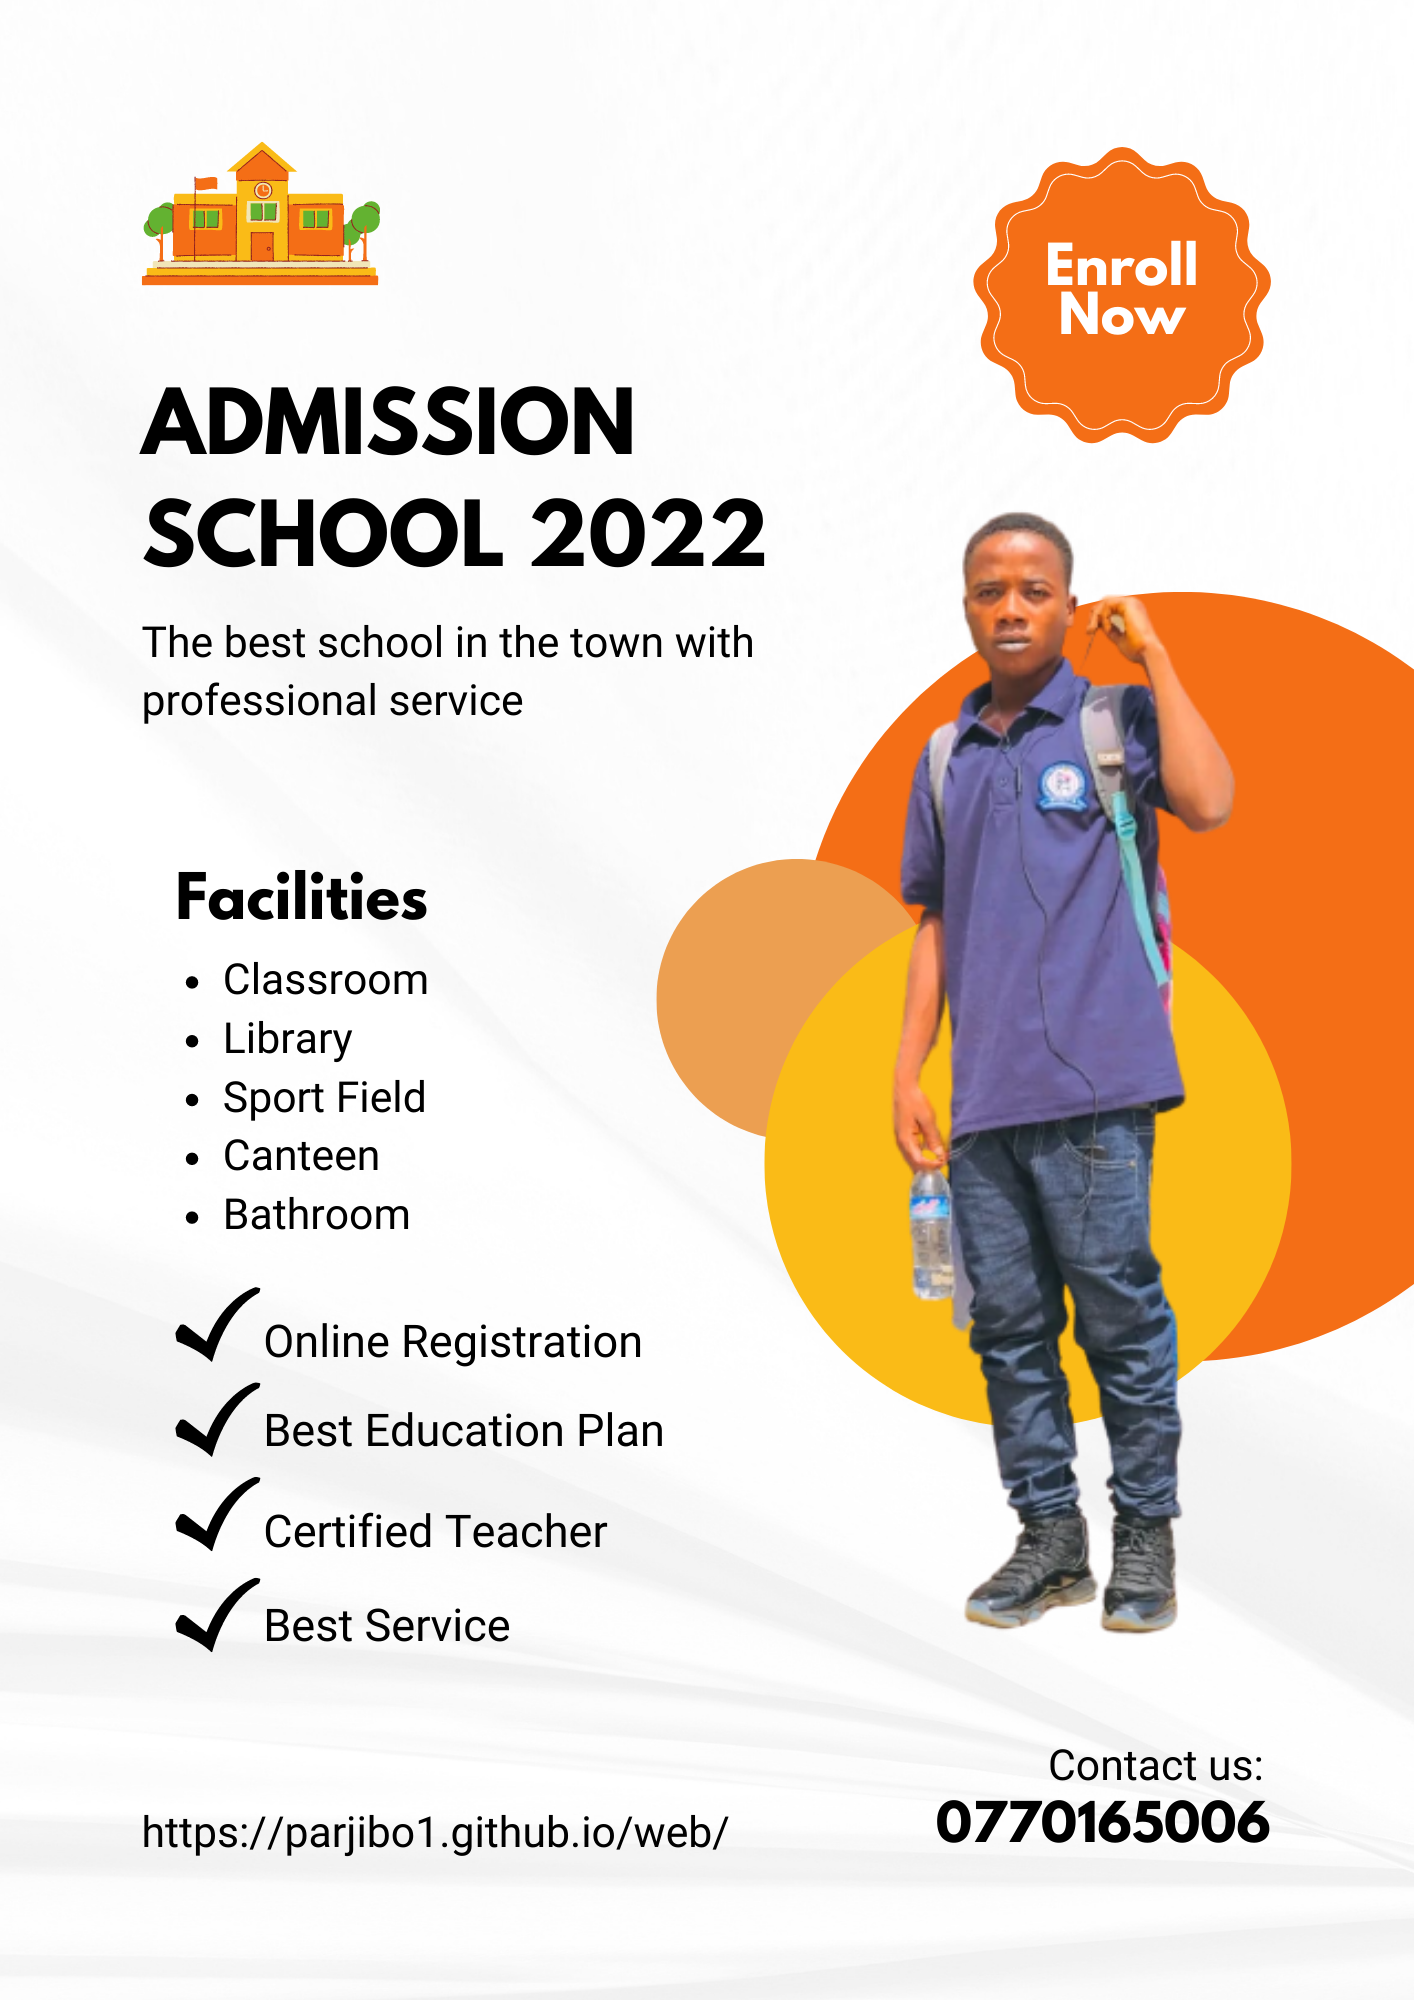 Enroll
Now
ADMISSION
SCHOOL 2022
The best school in the town with
professional service
Facilities
• Classroom
• Library
• Sport Field
• Canteen
• Bathroom
Online Registration
Best Education Plan
Certified Teacher
Best Service
Contact us:
0770165006
https://parjibo1.github.io/web/